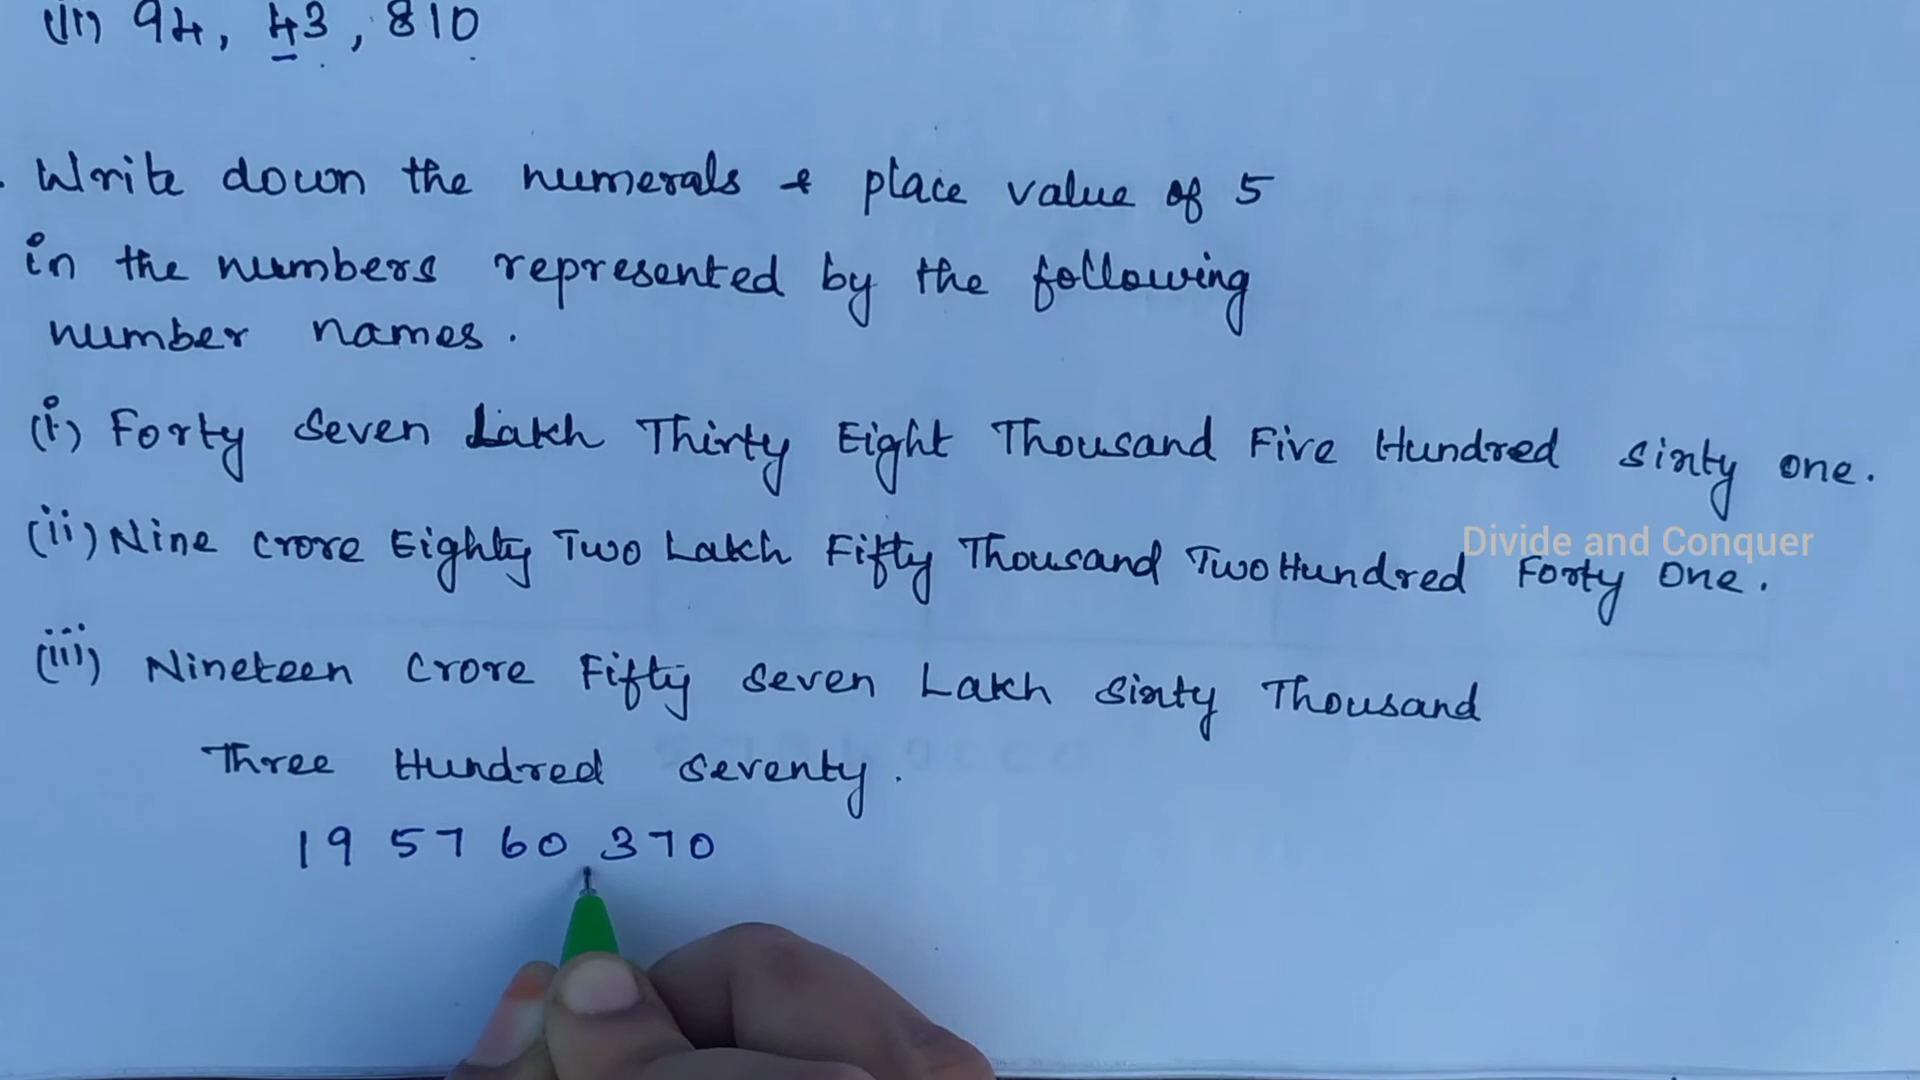 (ii) 94, 43, 810
. Write down the numerals & place value of 5
in the numbers represented by the following
number names.
(i) Forty Seven Lakh Thirty Eight Thousand Five Hundred sixty one.
(ii) Nine crore Eighty Two Lakh Fifty Thousand Two Hundred Forty One.
Divide and Conquer
(iii) Nineteen Crore Fifty seven Lakh sixty Thousand
Three Hundred seventy.
19 57 60 370